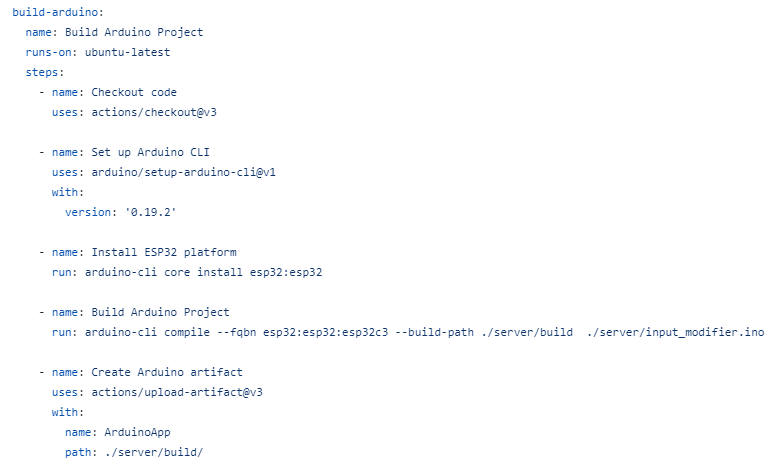 build-arduino:
  name: Build Arduino Project
  runs-on: ubuntu-latest
  steps:
    - name: Checkout code
      uses: actions/checkout@v3

    - name: Set up Arduino CLI
      uses: arduino/setup-arduino-cli@v1
      with:
        version: '0.19.2'

    - name: Install ESP32 platform
      run: arduino-cli core install esp32:esp32

    - name: Build Arduino Project
      run: arduino-cli compile --fqbn esp32:esp32:esp32c3 --build-path ./server/build  ./server/input_modifier.ino

    - name: Create Arduino artifact
      uses: actions/upload-artifact@v3
      with:
        name: ArduinoApp
        path: ./server/build/